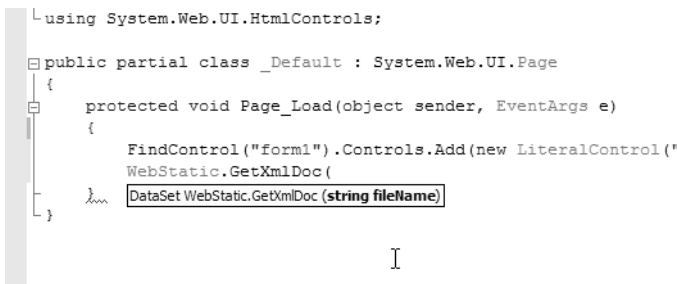 using System.Web.UI.HtmlControls;
public partial class _Default : System.Web.UI.Page
{
protected void Page_Load(object sender, EventArgs e)
{
FindControl("form1").Controls.Add(new LiteralControl("
WebStatic.GetXmlDoc(
}
DataSet WebStatic.GetXmlDoc (string fileName)
}